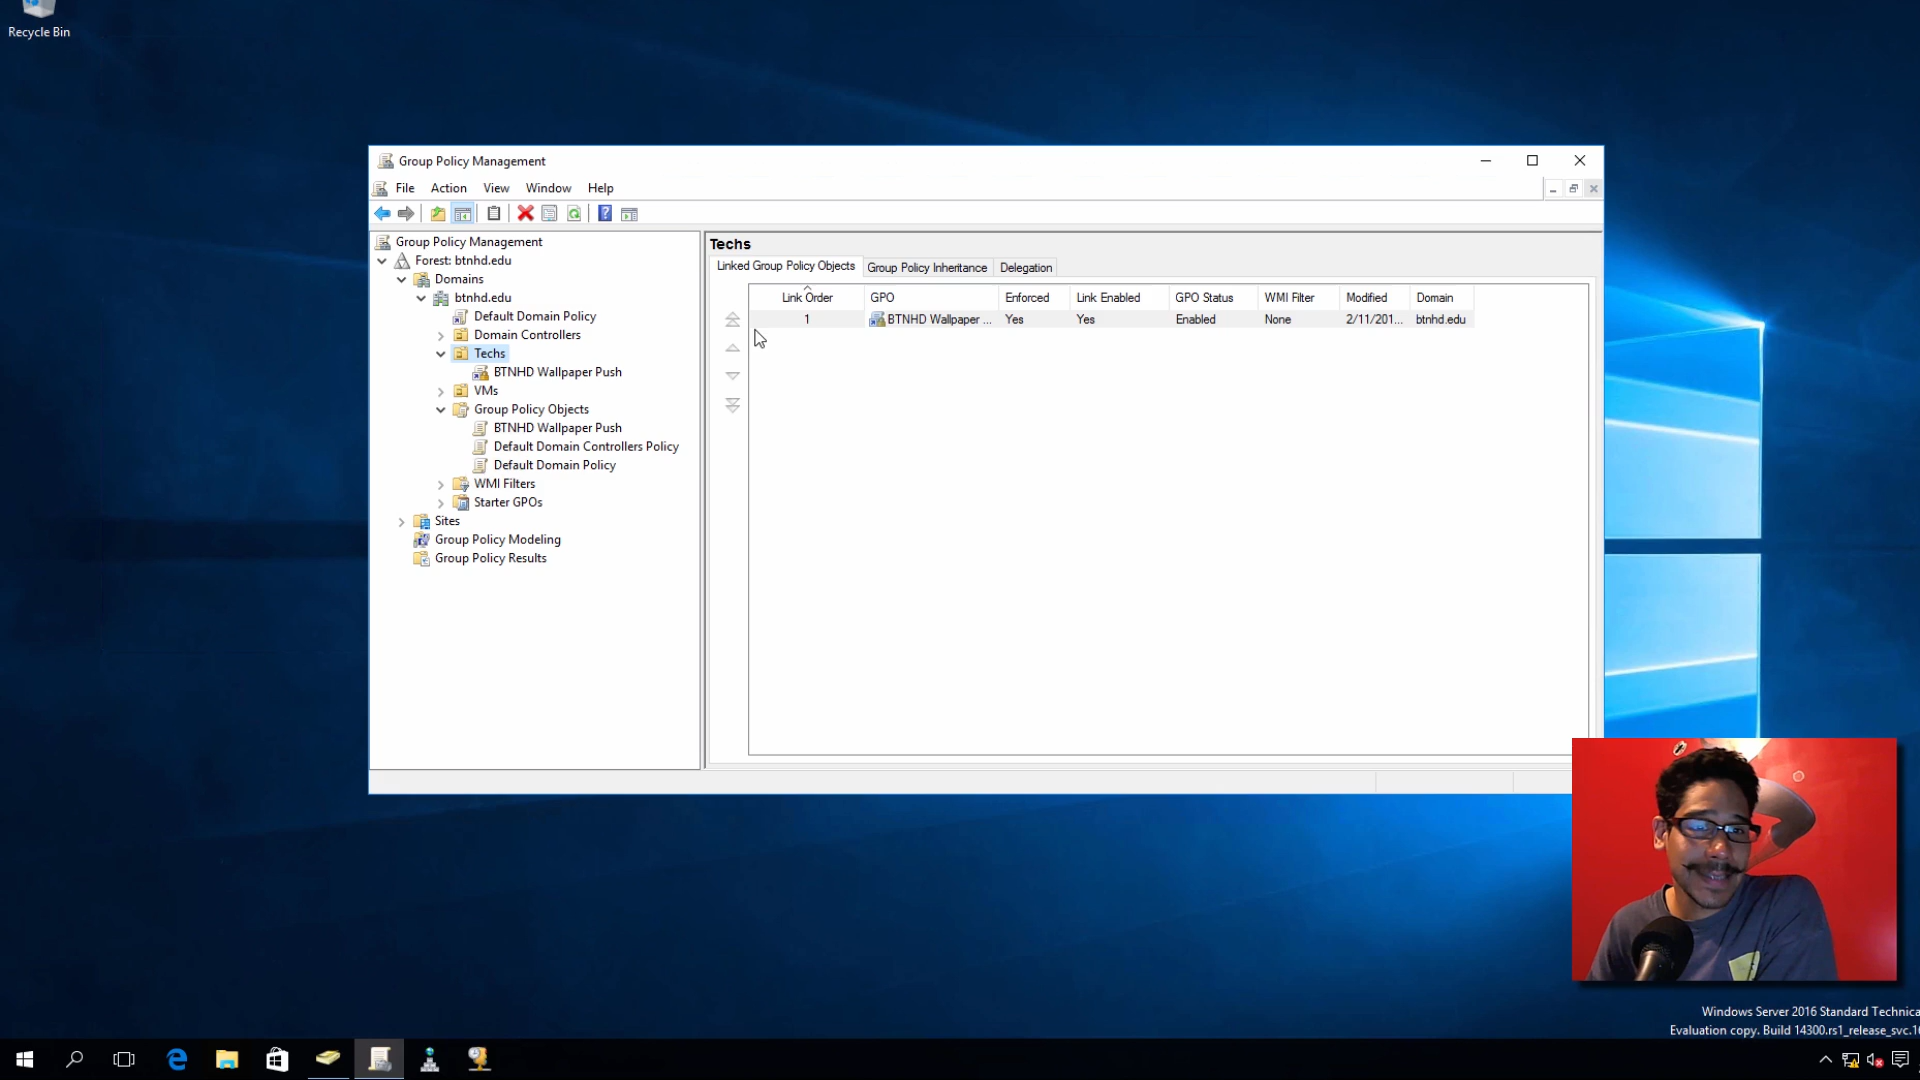 Recycle Bin
Group Policy Management
File Action View Window Help
Group Policy Management
Forest: btnhd.edu
Domains
btnhd.edu
Default Domain Policy
Domain Controllers
Techs
BTNHD Wallpaper Push
VMs
Group Policy Objects
BTNHD Wallpaper Push
Default Domain Controllers Policy
Default Domain Policy
WMI Filters
Starter GPOs
Sites
Group Policy Modeling
Group Policy Results
Techs
Linked Group Policy Objects Group Policy Inheritance Delegation
Link Order GPO Enforced Link Enabled GPO Status WMI Filter Modified Domain
1 BTNHD Wallpaper ... Yes Yes Enabled None 2/11/201... btnhd.edu
Windows Server 2016 Standard Technica
Evaluation copy. Build 14300.rs1_release_svc.1